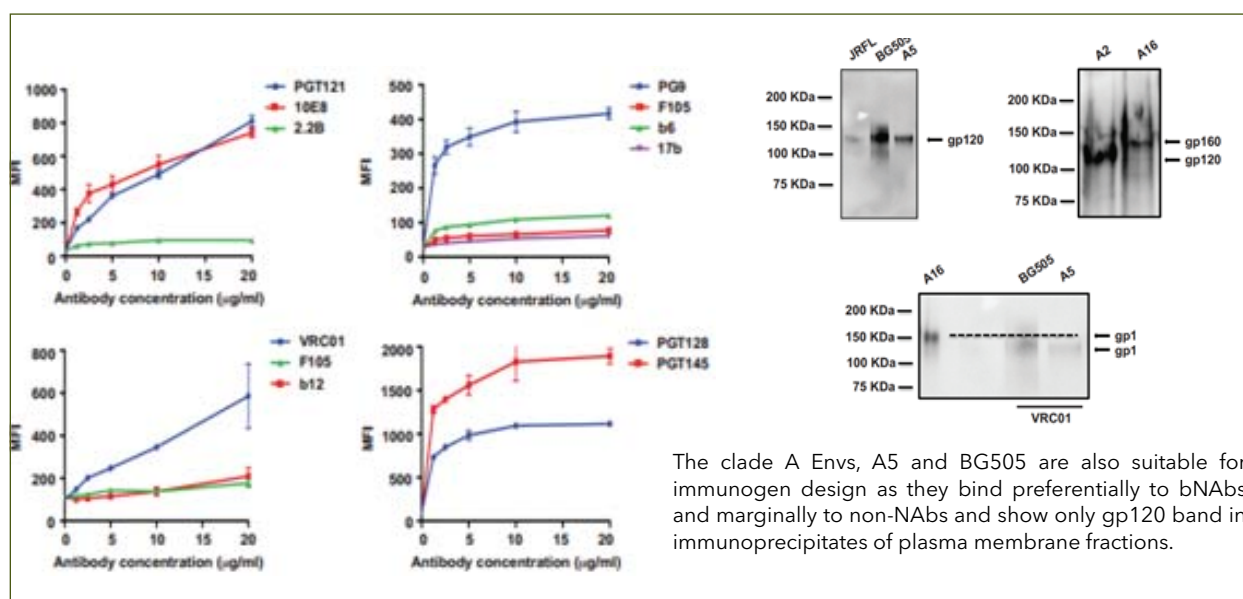 1000
800
600
400
200
0
MFI
0 5 10 15 20
Antibody concentration (µg/ml)
PGT121
10E8
2.2B
500
400
300
200
100
0
MFI
0 5 10 15 20
Antibody concentration (µg/ml)
PG9
F105
b6
17b
JRFL BG505 A5
200 KDa
150 KDa
100 KDa
75 KDa
gp120
A2 A16
200 KDa
150 KDa
100 KDa
75 KDa
gp160
gp120
800
600
400
200
0
MFI
0 5 10 15 20
Antibody concentration (µg/ml)
VRC01
F105
b12
2000
1500
1000
500
0
MFI
0 5 10 15 20
Antibody concentration (µg/ml)
PGT128
PGT145
A16 BG505 A5
200 KDa
150 KDa
100 KDa
75 KDa
gp1
gp1
VRC01
The clade A Envs, A5 and BG505 are also suitable for
immunogen design as they bind preferentially to bNAbs
and marginally to non-NAbs and show only gp120 band in
immunoprecipitates of plasma membrane fractions.